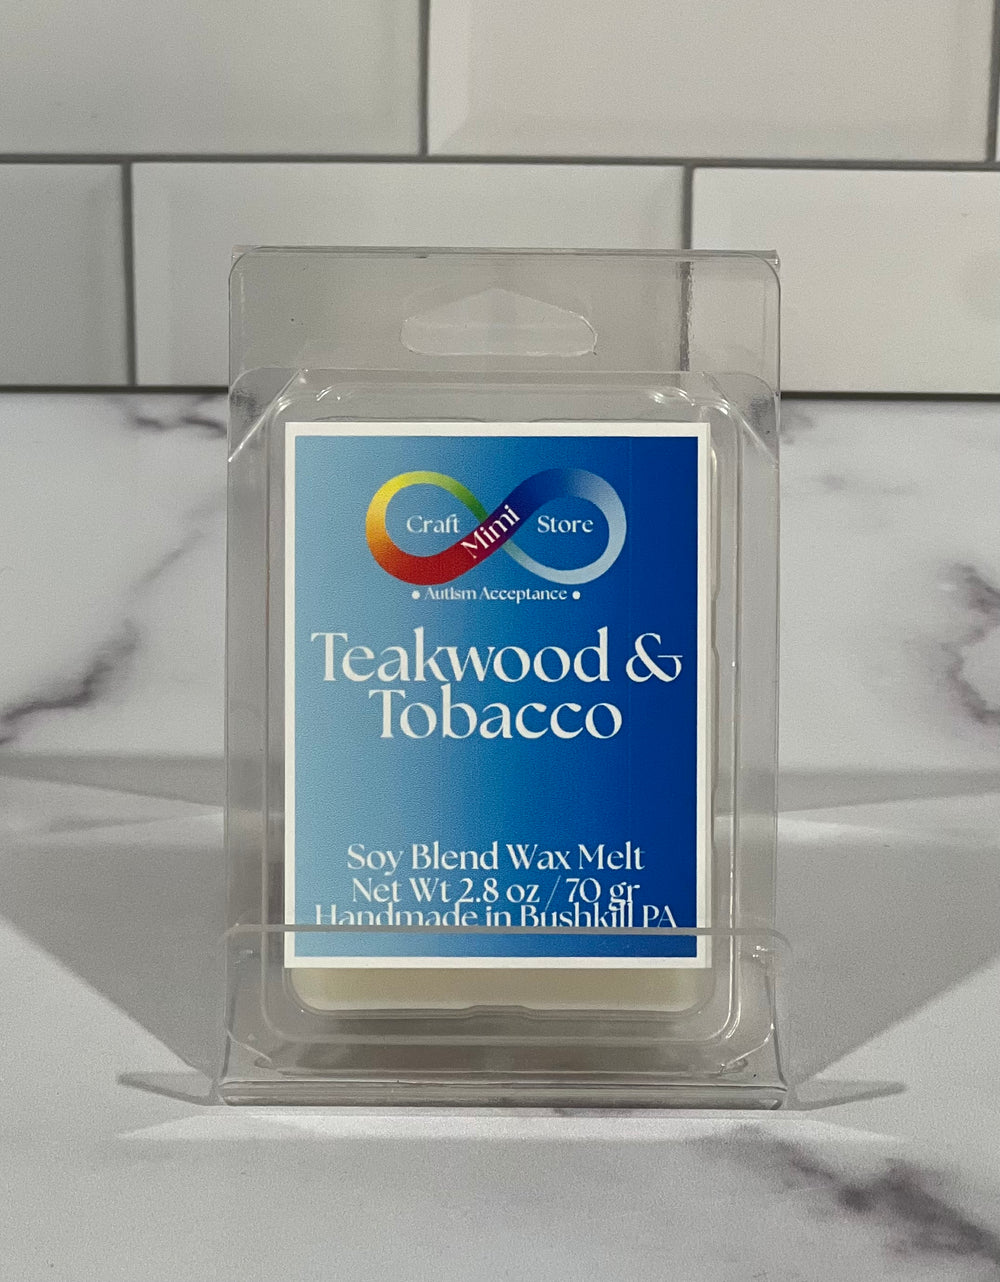 Craft Mimi Store
• Autism Acceptance •
Teakwood &
Tobacco
Soy Blend Wax Melt
Net Wt 2.8 oz / 70 gr
Handmade in Bushkill PA